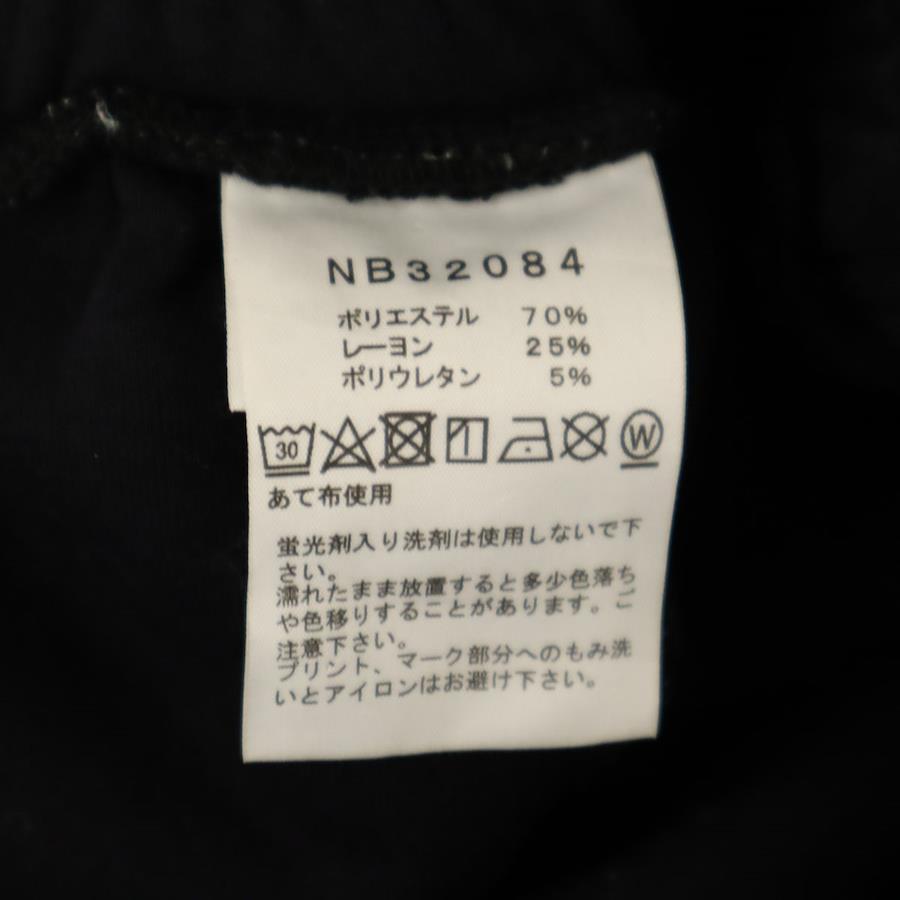 NB32084
ポリエステル 70%
レーヨン 25%
ポリウレタン 5%
30 W
あて布使用
蛍光剤入り洗剤は使用しないで下
さい。
濡れたまま放置すると多少色落ち
や色移りすることがあります。ご
注意下さい。
プリント、マーク部分へのもみ洗
いとアイロンはお避け下さい。